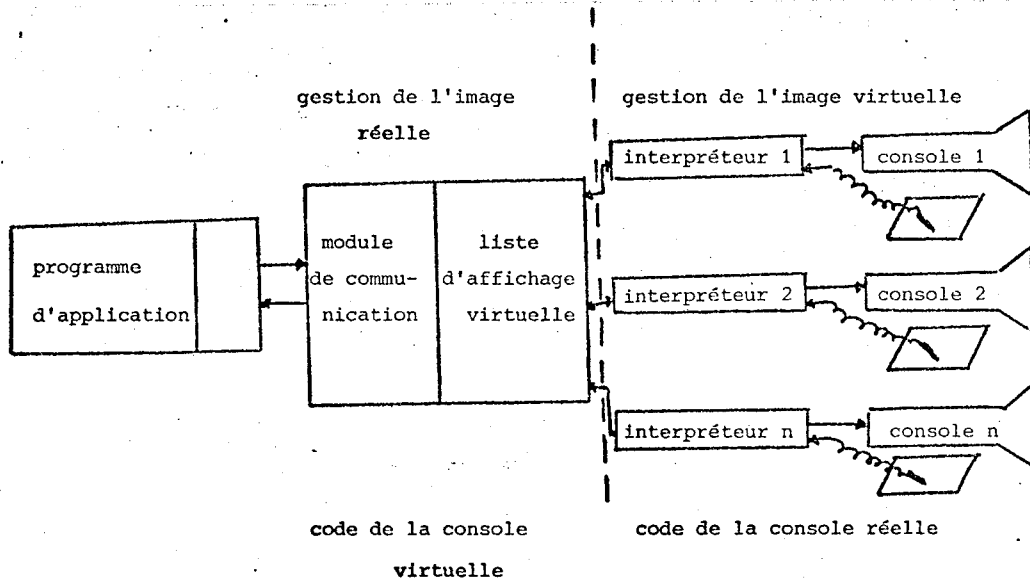 gestion de l'image
réelle
gestion de l'image virtuelle
programme
d'application
module
de commu-
nication
liste
d'affichage
virtuelle
interpréteur 1
console 1
interpréteur 2
console 2
interpréteur n
console n
code de la console
virtuelle
code de la console réelle